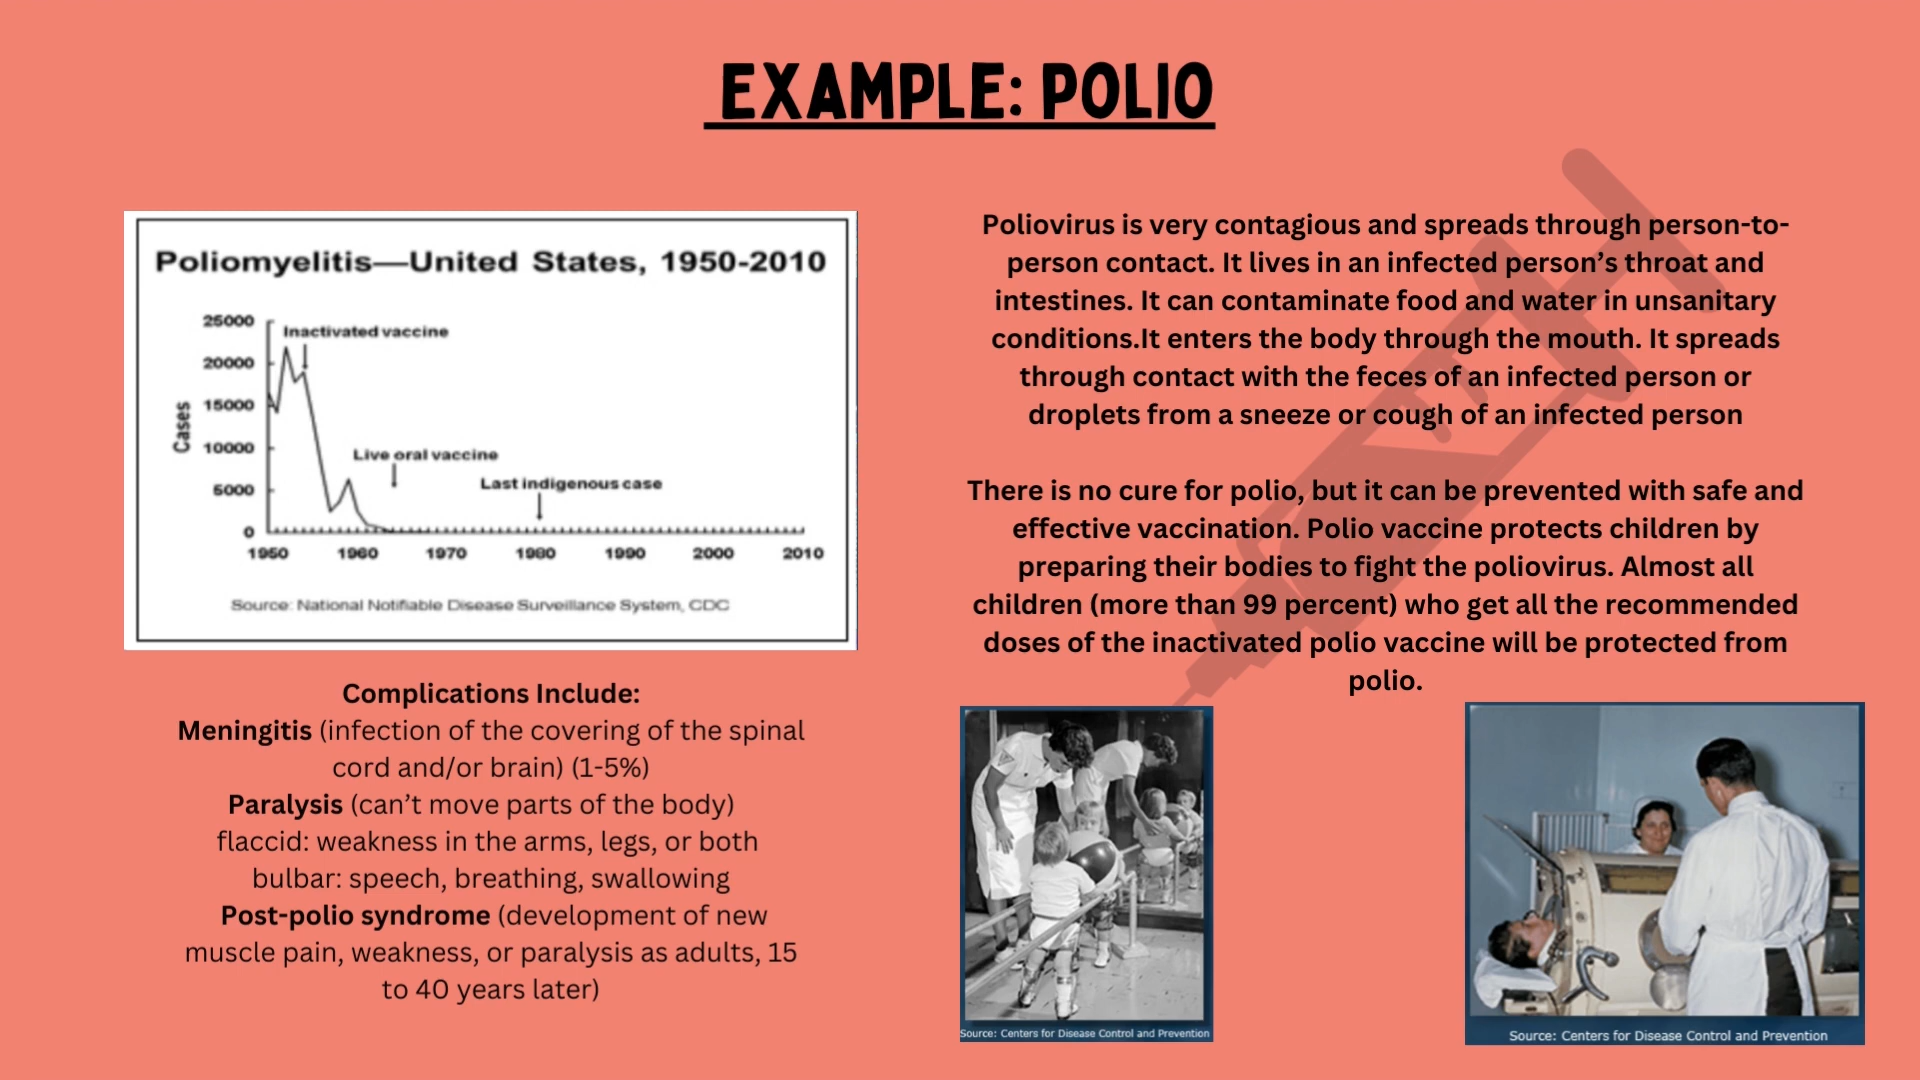 EXAMPLE: POLIO
Poliomyelitis—United States, 1950-2010
Cases
25000
20000
15000
10000
5000
0
Inactivated vaccine
Live oral vaccine
Last indigenous case
1950 1960 1970 1980 1990 2000 2010
Source: National Notifiable Disease Surveillance System, CDC
Complications Include:
Meningitis (infection of the covering of the spinal
cord and/or brain) (1-5%)
Paralysis (can’t move parts of the body)
flaccid: weakness in the arms, legs, or both
bulbar: speech, breathing, swallowing
Post-polio syndrome (development of new
muscle pain, weakness, or paralysis as adults, 15
to 40 years later)
Poliovirus is very contagious and spreads through person-to-
person contact. It lives in an infected person’s throat and
intestines. It can contaminate food and water in unsanitary
conditions.It enters the body through the mouth. It spreads
through contact with the feces of an infected person or
droplets from a sneeze or cough of an infected person
There is no cure for polio, but it can be prevented with safe and
effective vaccination. Polio vaccine protects children by
preparing their bodies to fight the poliovirus. Almost all
children (more than 99 percent) who get all the recommended
doses of the inactivated polio vaccine will be protected from
polio.
Source: Centers for Disease Control and Prevention
Source: Centers for Disease Control and Prevention